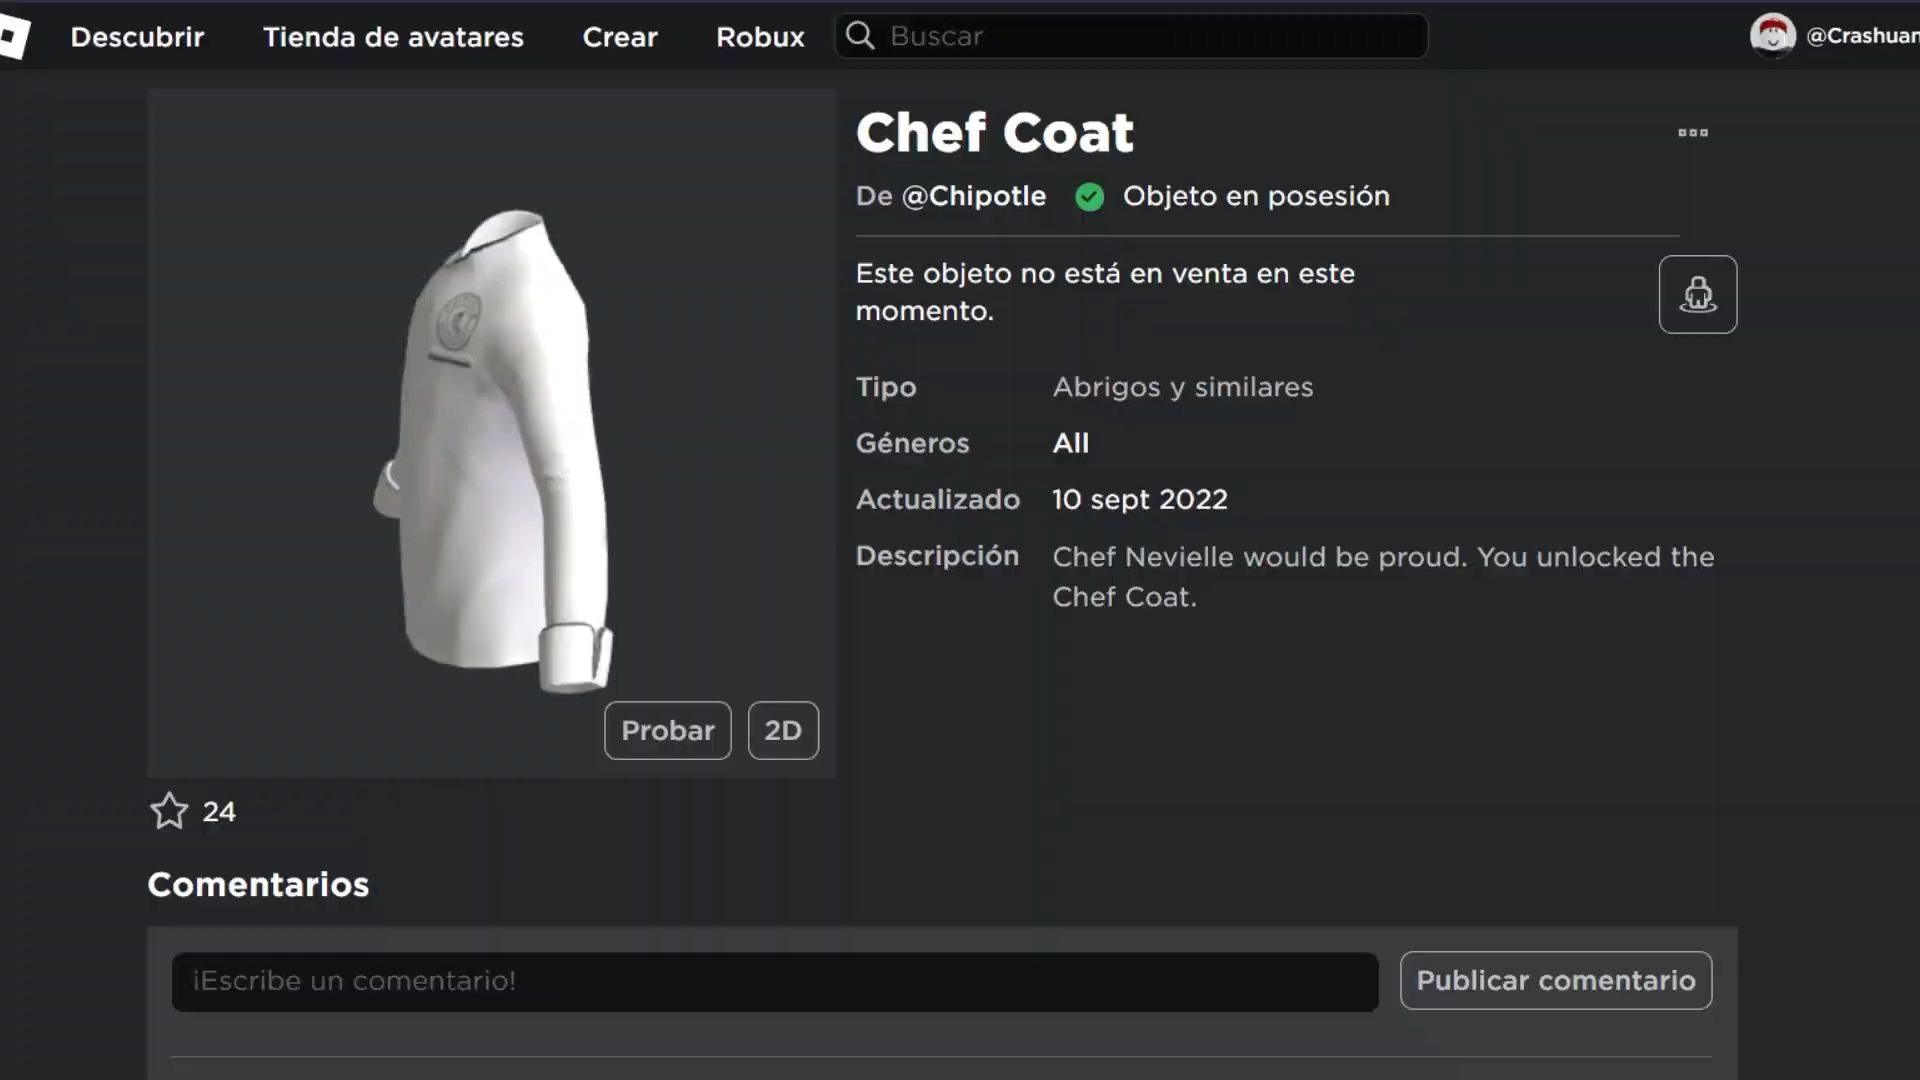 Descubrir Tienda de avatares Crear Robux Buscar @Crashuan
Chef Coat
De @Chipotle Objeto en posesión
Este objeto no está en venta en este
momento.
Tipo Abrigos y similares
Géneros All
Actualizado 10 sept 2022
Descripción Chef Nevielle would be proud. You unlocked the
Chef Coat.
Probar 2D
24
Comentarios
¡Escribe un comentario! Publicar comentario